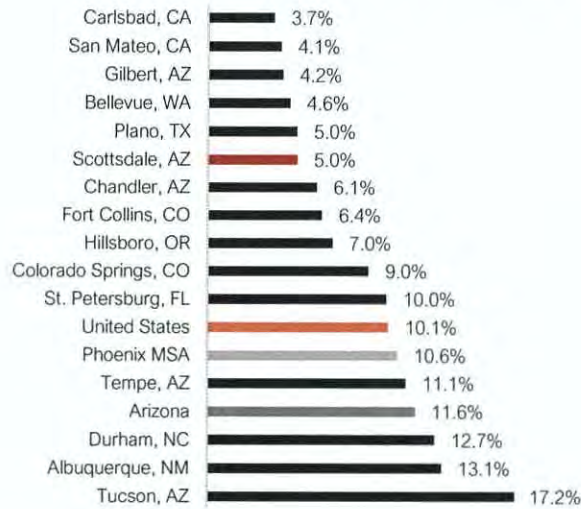 Carlsbad, CA 3.7%
San Mateo, CA 4.1%
Gilbert, AZ 4.2%
Bellevue, WA 4.6%
Plano, TX 5.0%
Scottsdale, AZ 5.0%
Chandler, AZ 6.1%
Fort Collins, CO 6.4%
Hillsboro, OR 7.0%
Colorado Springs, CO 9.0%
St. Petersburg, FL 10.0%
United States 10.1%
Phoenix MSA 10.6%
Tempe, AZ 11.1%
Arizona 11.6%
Durham, NC 12.7%
Albuquerque, NM 13.1%
Tucson, AZ 17.2%